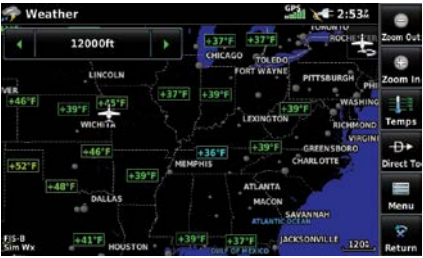 Weather
GPS
2:53
Zoom Out
12000ft
+37°F
+37°F
TORONTO
ROCHESTER
CHICAGO
TOLEDO
FORT WAYNE
Zoom In
LINCOLN
PITTSBURGH
PHI
VER
+46°F
+39°F
+45°F
+37°F
+39°F
+39°F
WASHING
Temps
WICHITA
LEXINGTON
RICHMOND
VIRGINI
+46°F
+36°F
GREENSBORO
+52°F
MEMPHIS
CHARLOTTE
Direct To
+39°F
+48°F
ATLANTA
DALLAS
MACON
Menu
SAVANNAH
ATLANTIC OCEAN
FIS-B
+41°F
HOUSTON
+39°F
+37°F
JACKSONVILLE
Sim Wx
GULF OF MEXICO
Return